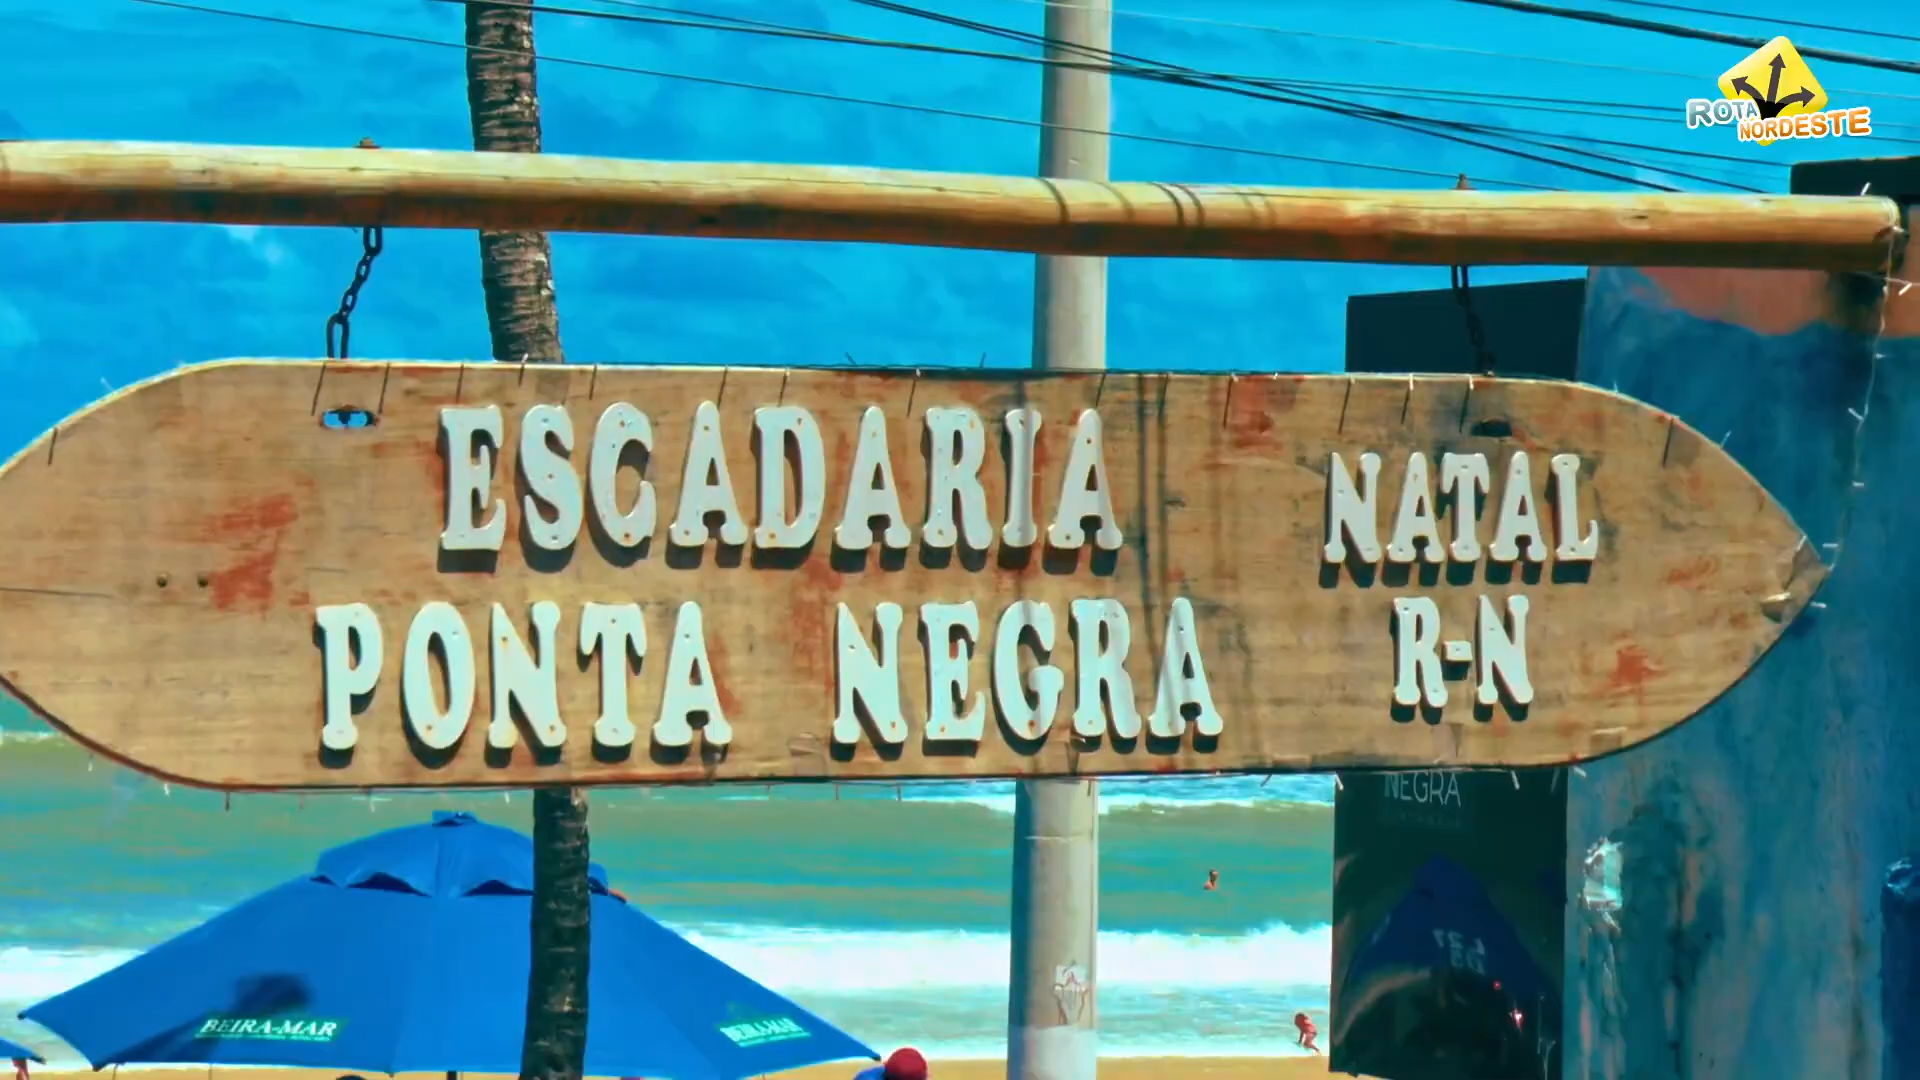 ROTA
NORDESTE
ESCADARIA
PONTA NEGRA
NATAL
R-N
NEGRA
BEIRA-MAR
BEIRA-MAR